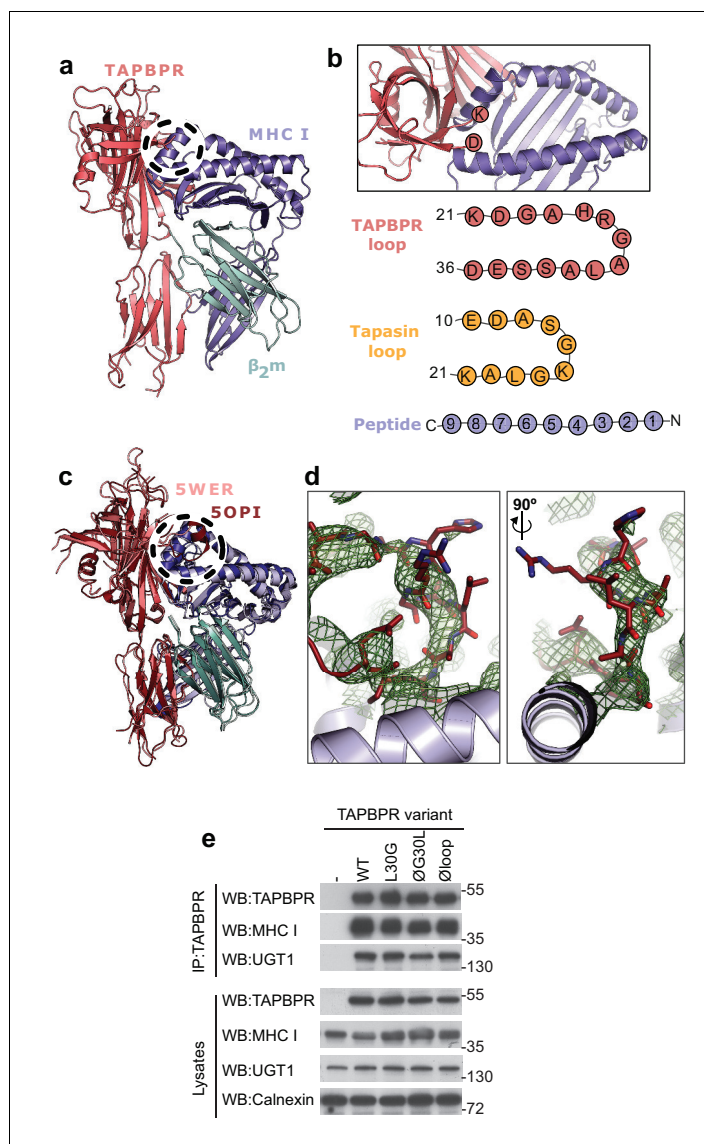 a
TAPBPR
MHC I
β2m
b
K
D
TAPBPR
loop
21 K D G A H R G A
36 D E S S A L
Tapasin
loop
10 E D A S G K
21 K A L G
Peptide
C 9 8 7 6 5 4 3 2 1 N
c
5WER
5OPI
d
90º
e
TAPBPR variant
-
WT
L30G
ØG30L
Øloop
IP:TAPBPR
WB:TAPBPR
-55
WB:MHC I
-35
WB:UGT1
-130
Lysates
WB:TAPBPR
-55
WB:MHC I
-35
WB:UGT1
-130
WB:Calnexin
-72